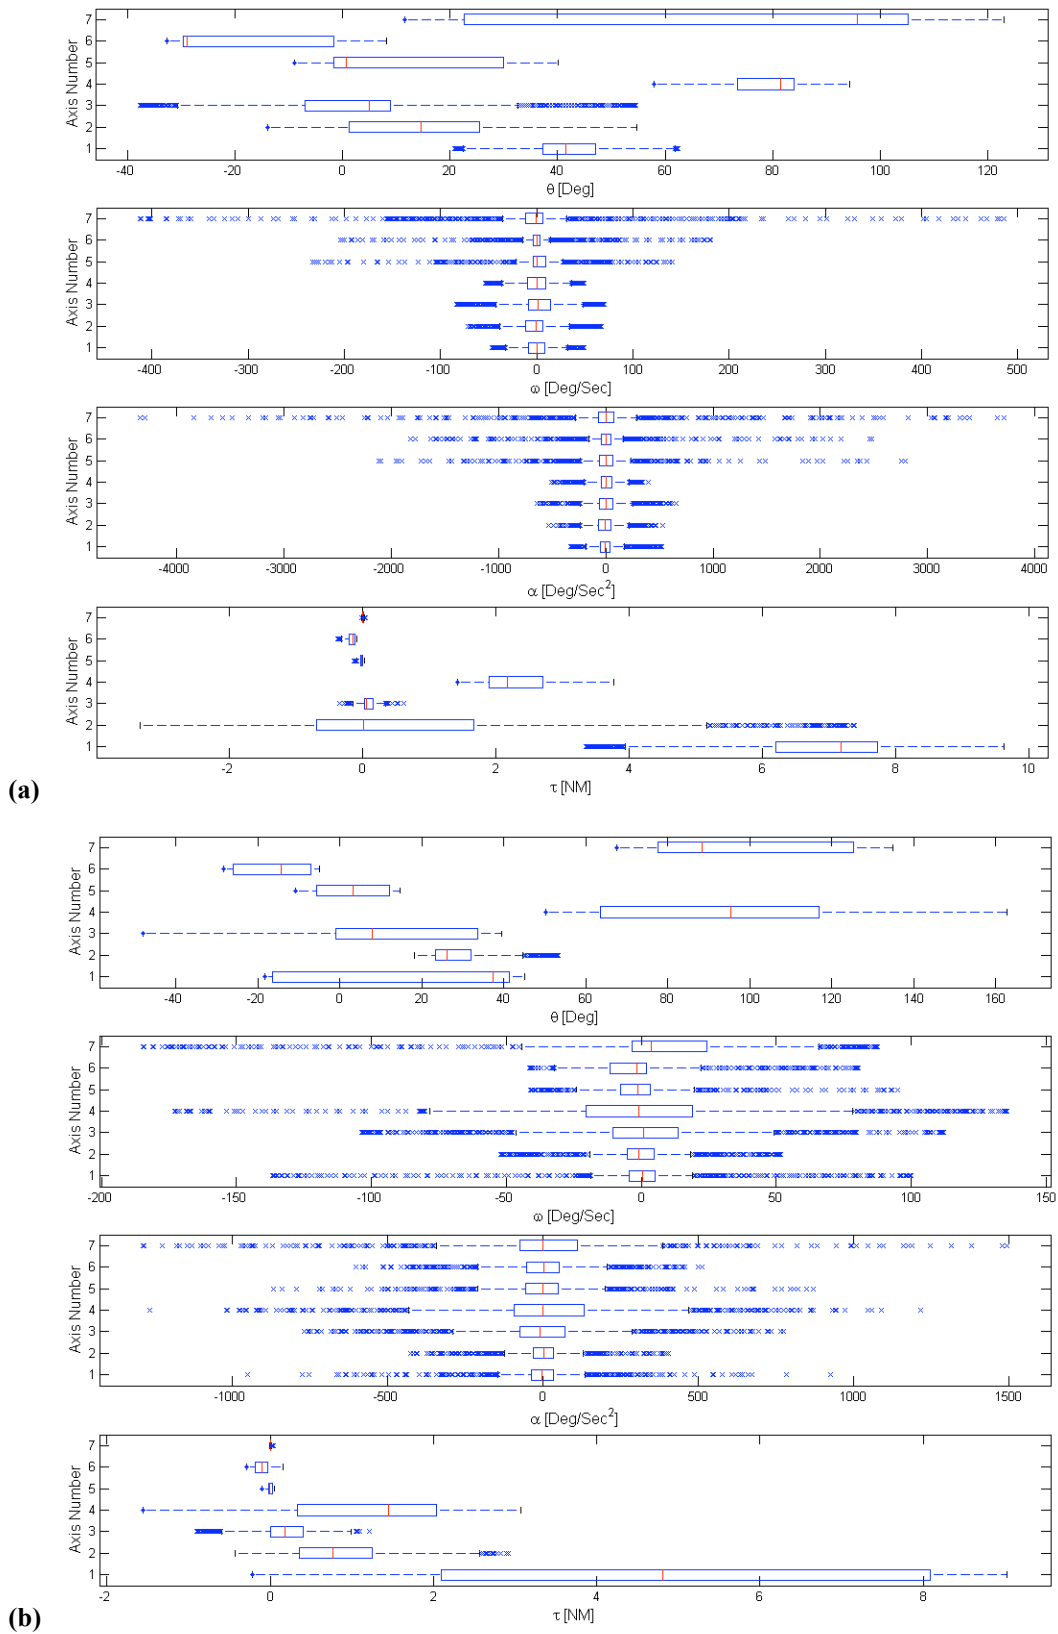 7
6
5
4
3
2
1
Axis Number
-40 -20 0 20 40 60 80 100 120
θ [Deg]
7
6
5
4
3
2
1
Axis Number
-400 -300 -200 -100 0 100 200 300 400 500
ω [Deg/Sec]
7
6
5
4
3
2
1
Axis Number
-4000 -3000 -2000 -1000 0 1000 2000 3000 4000
α [Deg/Sec²]
7
6
5
4
3
2
1
Axis Number
-2 0 2 4 6 8 10
τ [NM]
(a)
7
6
5
4
3
2
1
Axis Number
-40 -20 0 20 40 60 80 100 120 140 160
θ [Deg]
7
6
5
4
3
2
1
Axis Number
-200 -150 -100 -50 0 50 100 150
ω [Deg/Sec]
7
6
5
4
3
2
1
Axis Number
-1000 -500 0 500 1000 1500
α [Deg/Sec²]
7
6
5
4
3
2
1
Axis Number
-2 0 2 4 6 8
τ [NM]
(b)